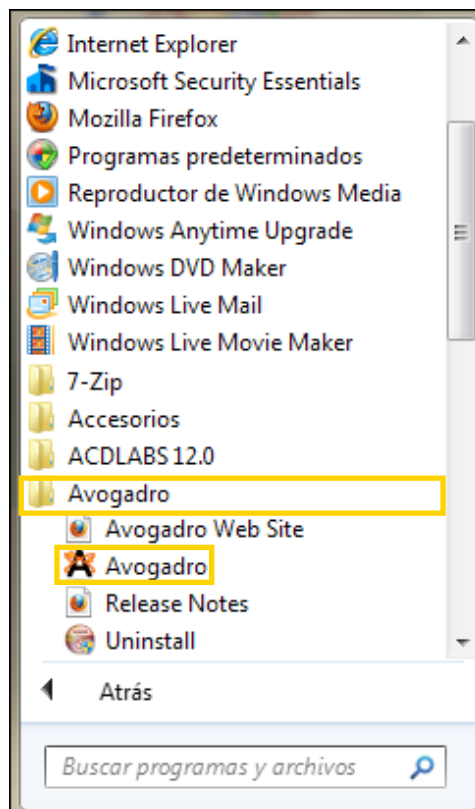 Internet Explorer
Microsoft Security Essentials
Mozilla Firefox
Programas predeterminados
Reproductor de Windows Media
Windows Anytime Upgrade
Windows DVD Maker
Windows Live Mail
Windows Live Movie Maker
7-Zip
Accesorios
ACDLABS 12.0
Avogadro
Avogadro Web Site
Avogadro
Release Notes
Uninstall
Atrás
Buscar programas y archivos